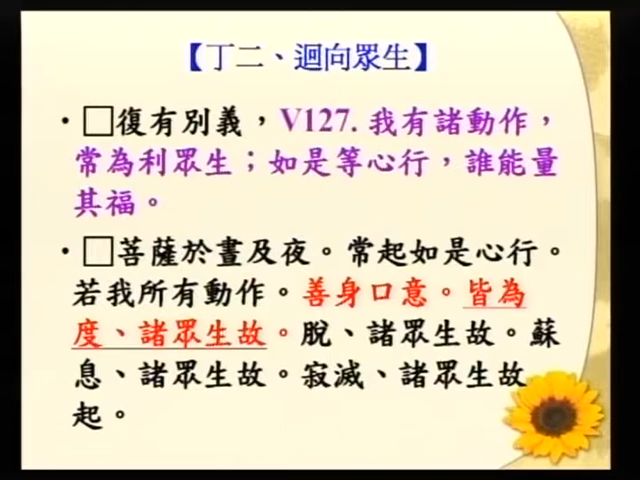 【丁二、迴向眾生】
•□復有別義，V127. 我有諸動作，
常為利眾生；如是等心行，誰能量
其福。
•□菩薩於晝及夜。常起如是心行。
若我所有動作。善身口意。皆為
度、諸眾生故。脫、諸眾生故。蘇
息、諸眾生故。寂滅、諸眾生故
起。